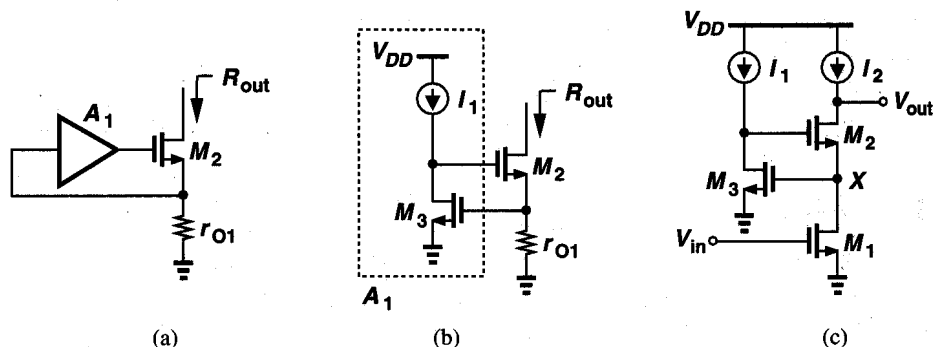 A1
Rout
M2
rO1
(a)
VDD
I1
Rout
M2
M3
rO1
A1
(b)
VDD
I1
I2
Vout
M2
M3
X
Vin
M1
(c)